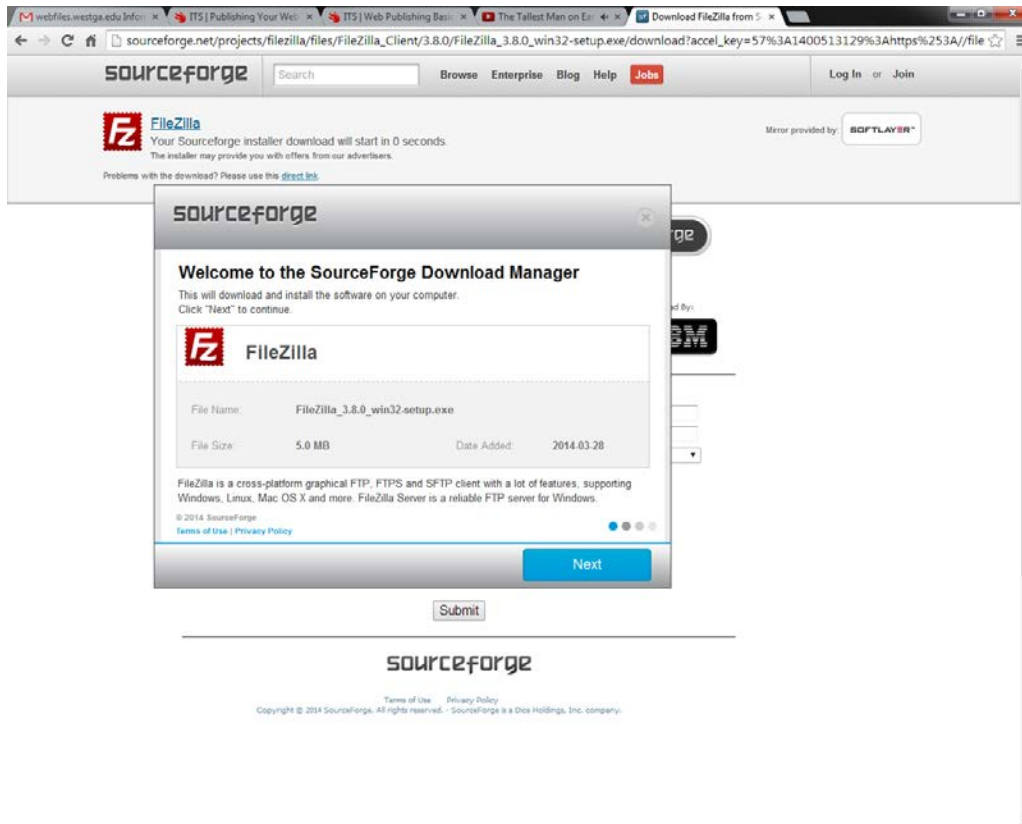 webfiles.westga.edu Inforr
ITS | Publishing Your Web
ITS | Web Publishing Basic
The Tallest Man on Ear
Download FileZilla from S
sourceforge.net/projects/filezilla/files/FileZilla_Client/3.8.0/FileZilla_3.8.0_win32-setup.exe/download?accel_key=57%3A1400513129%3Ahttps%253A//file
sourceforge
Search
Browse Enterprise Blog Help Jobs
Log In or Join
FileZilla
Your Sourceforge installer download will start in 0 seconds.
The installer may provide you with offers from our advertisers.
Mirror provided by:
SOFTLAYER
Problems with the download? Please use this direct link.
sourceforge
rge
Welcome to the SourceForge Download Manager
This will download and install the software on your computer.
Click "Next" to continue.
d By:
FileZilla
File Name: FileZilla_3.8.0_win32-setup.exe
File Size: 5.0 MB Date Added: 2014-03-28
FileZilla is a cross-platform graphical FTP, FTPS and SFTP client with a lot of features, supporting
Windows, Linux, Mac OS X and more. FileZilla Server is a reliable FTP server for Windows.
© 2014 SourceForge
Terms of Use | Privacy Policy
Next
Submit
sourceforge
Terms of Use Privacy Policy
Copyright © 2014 SourceForge. All rights reserved. - SourceForge is a Dice Holdings, Inc. company.